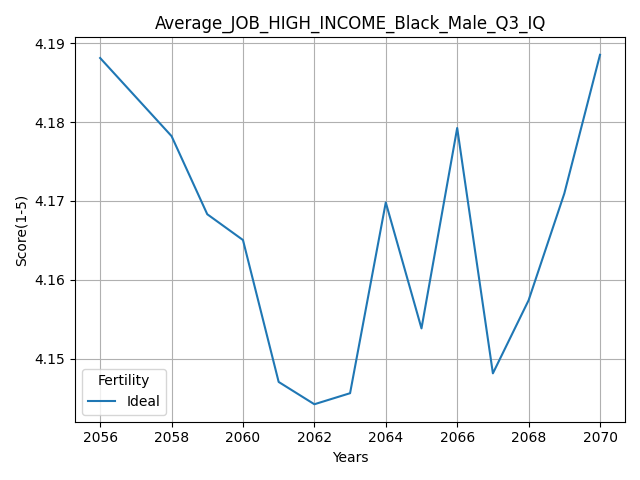 Average_JOB_HIGH_INCOME_Black_Male_Q3_IQ
Score(1-5)
4.19
4.18
4.17
4.16
4.15
Fertility
Ideal
2056 2058 2060 2062 2064 2066 2068 2070
Years